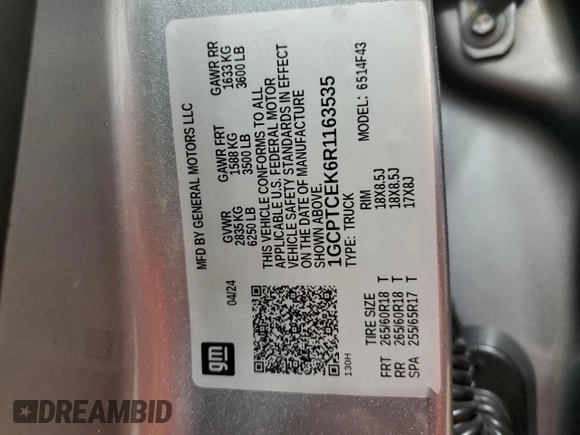 MFD BY GENERAL MOTORS LLC
04/24
GVWR GAWR FRT GAWR RR
2835 KG 1588 KG 1633 KG
6250 LB 3500 LB 3600 LB
THIS VEHICLE CONFORMS TO ALL
APPLICABLE U.S. FEDERAL MOTOR
VEHICLE SAFETY STANDARDS IN EFFECT
ON THE DATE OF MANUFACTURE
SHOWN ABOVE.
1GCPTCEK6R1163535
TYPE: TRUCK MODEL: 6514F43
gm
130H
TIRE SIZE RIM
FRT 265/60R18 T 18X8.5J
RR 265/60R18 T 18X8.5J
SPA 255/65R17 T 17X8J
DREAMBID